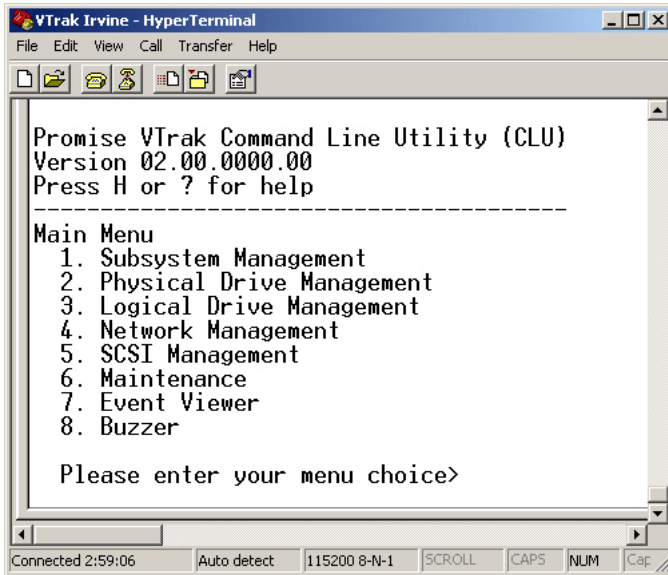 VTrak Irvine - HyperTerminal
File Edit View Call Transfer Help
Promise VTrak Command Line Utility (CLU)
Version 02.00.0000.00
Press H or ? for help
----------------------------------------
Main Menu
1. Subsystem Management
2. Physical Drive Management
3. Logical Drive Management
4. Network Management
5. SCSI Management
6. Maintenance
7. Event Viewer
8. Buzzer
Please enter your menu choice>
Connected 2:59:06 Auto detect 115200 8-N-1 SCROLL CAPS NUM Cap